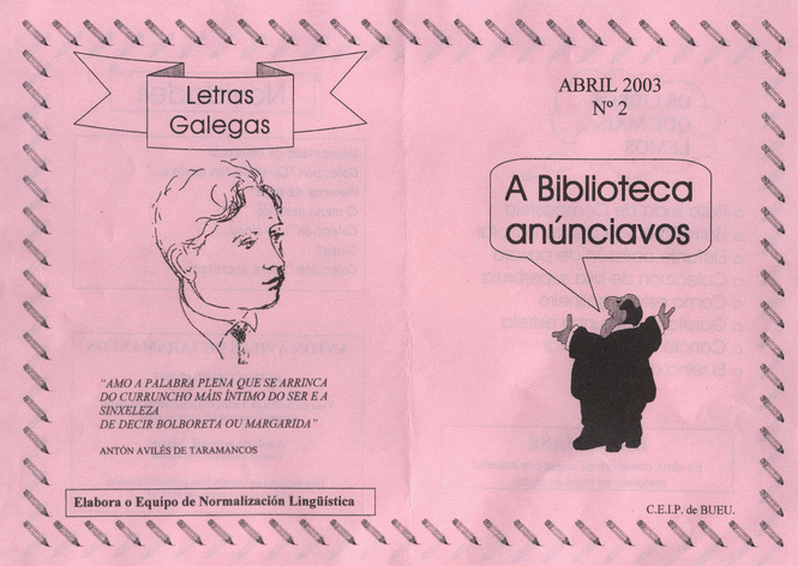 Letras
Galegas
"AMO A PALABRA PLENA QUE SE ARRINCA
DO CURRUNCHO MÁIS ÍNTIMO DO SER E A
SINXELEZA
DE DECIR BOLBORETA OU MARGARIDA"
ANTÓN AVILÉS DE TARAMANCOS
Elabora o Equipo de Normalización Lingüística
ABRIL 2003
Nº 2
A Biblioteca
anúnciavos
C.E.I.P. de BUEU.